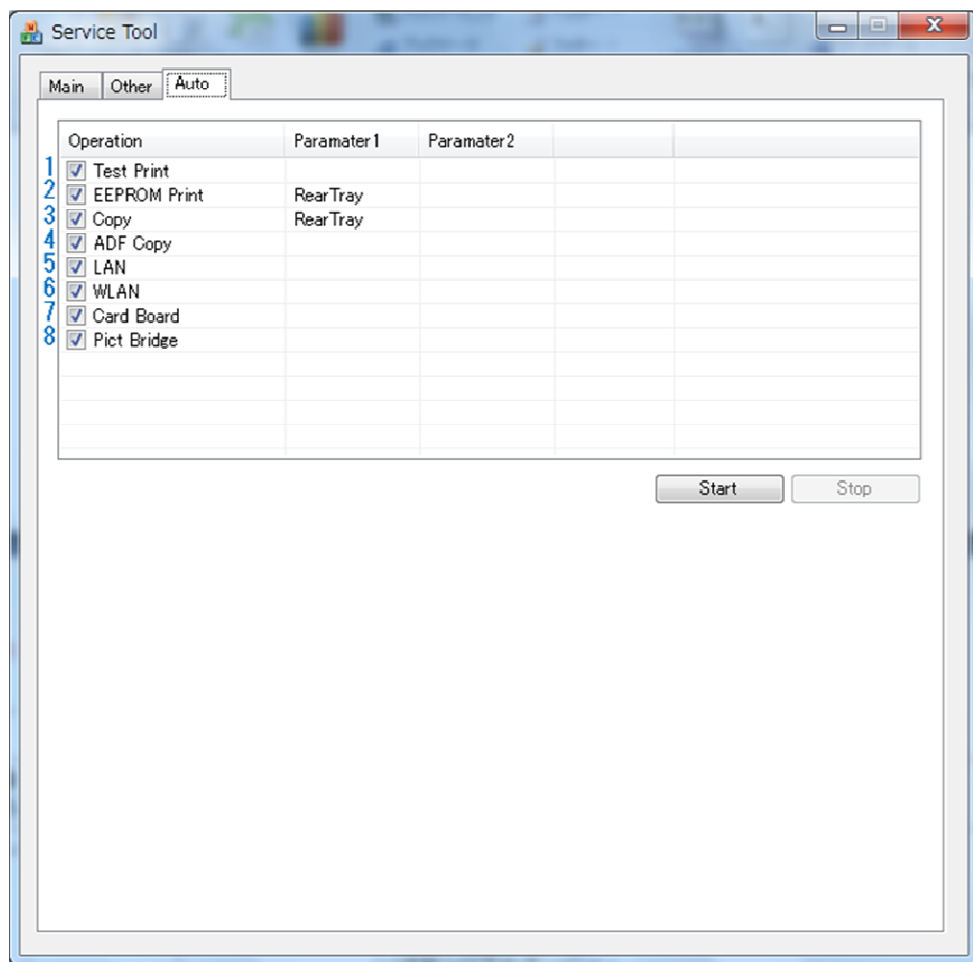 Service Tool
Main Other Auto
Operation Paramater1 Paramater2
1 Test Print
2 EEPROM Print RearTray
3 Copy RearTray
4 ADF Copy
5 LAN
6 WLAN
7 Card Board
8 Pict Bridge
Start Stop